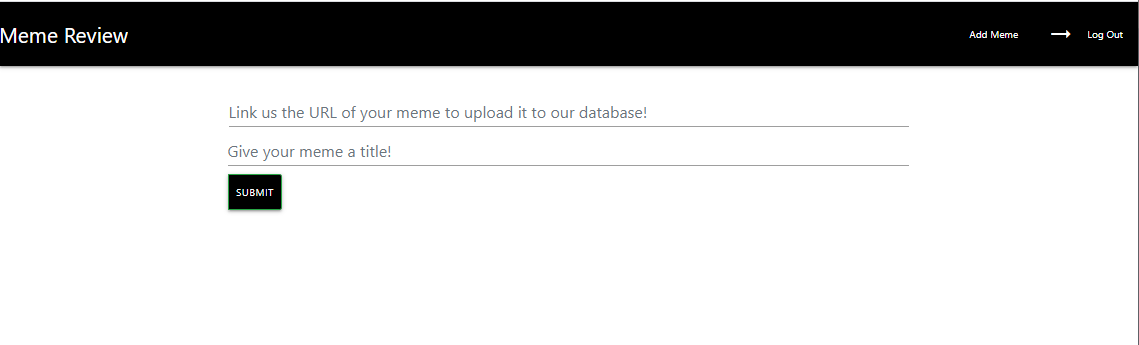 Meme Review
Add Meme
Log Out
Link us the URL of your meme to upload it to our database!
Give your meme a title!
SUBMIT